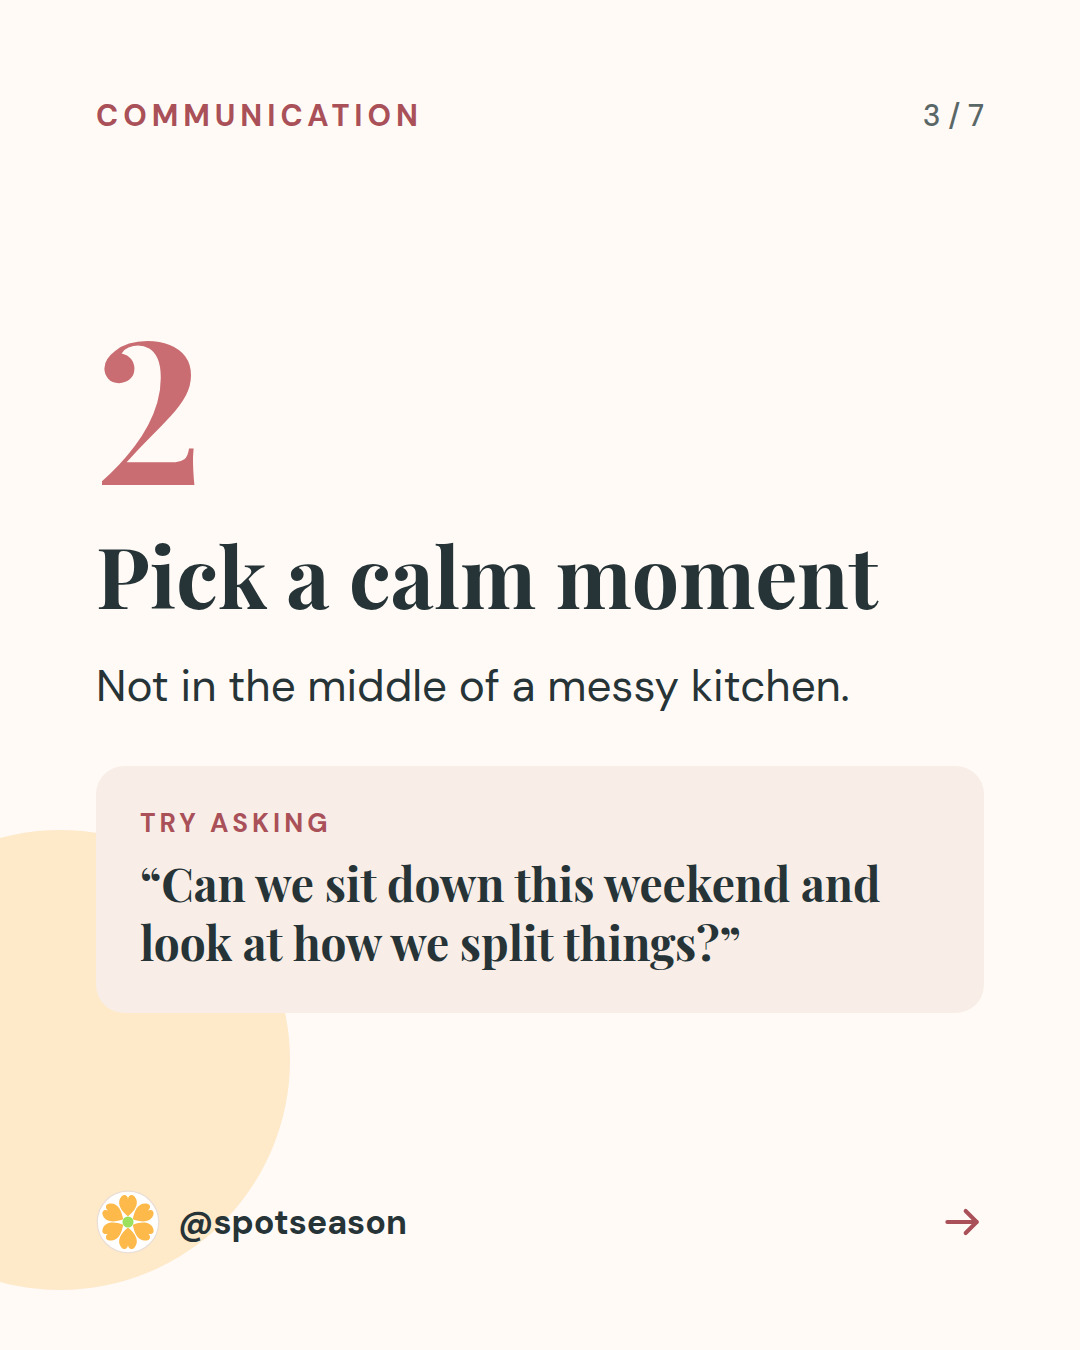 COMMUNICATION
3 / 7
2
Pick a calm moment
Not in the middle of a messy kitchen.
TRY ASKING
“Can we sit down this weekend and
look at how we split things?”
@spotseason
→